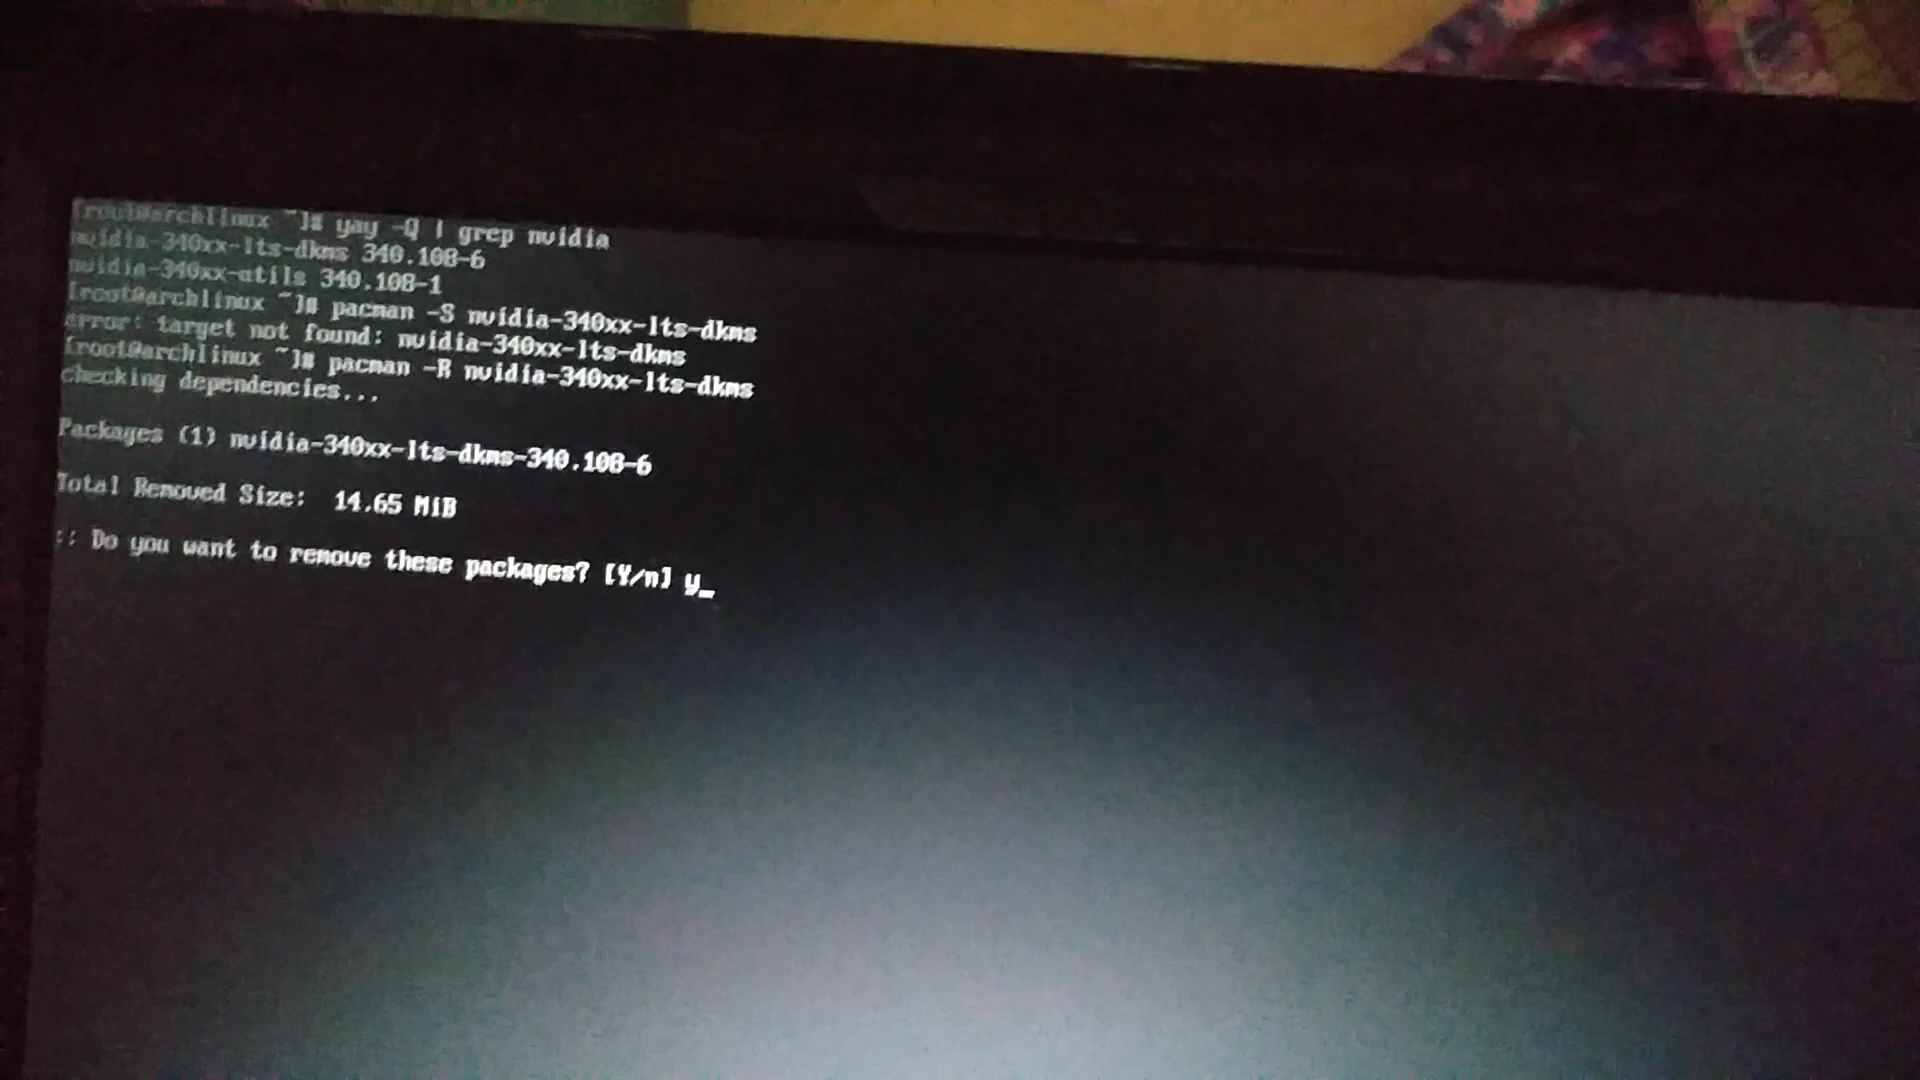 [root@archlinux ~]# yay -Q | grep nvidia
nvidia-340xx-lts-dkms 340.108-6
nvidia-340xx-utils 340.108-1
[root@archlinux ~]# pacman -S nvidia-340xx-lts-dkms
error: target not found: nvidia-340xx-lts-dkms
[root@archlinux ~]# pacman -R nvidia-340xx-lts-dkms
checking dependencies...
Packages (1) nvidia-340xx-lts-dkms-340.108-6
Total Removed Size:  14.65 MiB
:: Do you want to remove these packages? [Y/n] y_